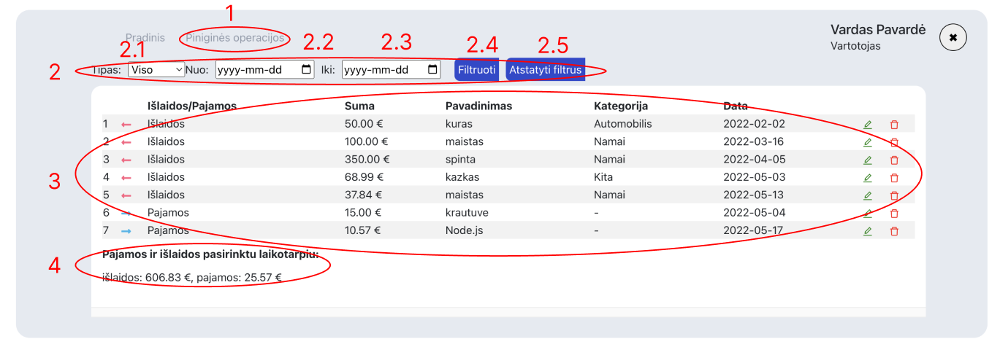 1
Pradinis Piniginės operacijos
Vardas Pavardė
Vartotojas
2.1 2.2 2.3 2.4 2.5
2
Tipas: Viso Nuo: yyyy-mm-dd Iki: yyyy-mm-dd Filtruoti Atstatyti filtrus
Išlaidos/Pajamos Suma Pavadinimas Kategorija Data
1 Išlaidos 50.00 € kuras Automobilis 2022-02-02
2 Išlaidos 100.00 € maistas Namai 2022-03-16
3 Išlaidos 350.00 € spinta Namai 2022-04-05
3
4 Išlaidos 68.99 € kazkas Kita 2022-05-03
5 Išlaidos 37.84 € maistas Namai 2022-05-13
6 Pajamos 15.00 € krautuve - 2022-05-04
7 Pajamos 10.57 € Node.js - 2022-05-17
Pajamos ir išlaidos pasirinktu laikotarpiu:
4
išlaidos: 606.83 €, pajamos: 25.57 €